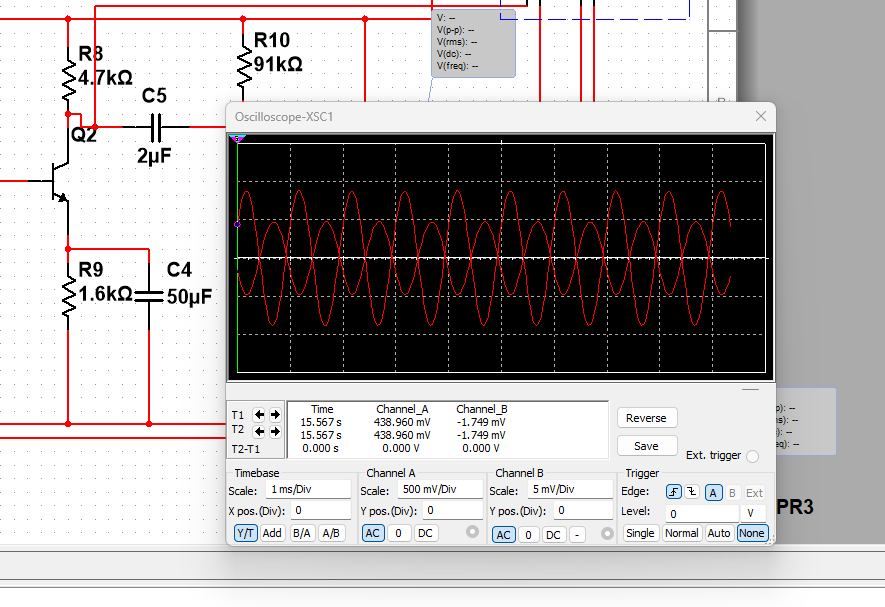 V: --
V(p-p): --
V(rms): --
V(dc): --
V(freq): --
R8
4.7kΩ
R10
91kΩ
C5
2µF
Q2
R9
1.6kΩ
C4
50µF
Oscilloscope-XSC1
Time Channel_A Channel_B
T1 15.567 s 438.960 mV -1.749 mV
T2 15.567 s 438.960 mV -1.749 mV
T2-T1 0.000 s 0.000 V 0.000 V
Reverse
Save
Ext. trigger
Timebase
Scale: 1 ms/Div
X pos.(Div): 0
Y/T Add B/A A/B
Channel A
Scale: 500 mV/Div
Y pos.(Div): 0
AC 0 DC
Channel B
Scale: 5 mV/Div
Y pos.(Div): 0
AC 0 DC -
Trigger
Edge: A B Ext
Level: 0 V
Single Normal Auto None
PR3